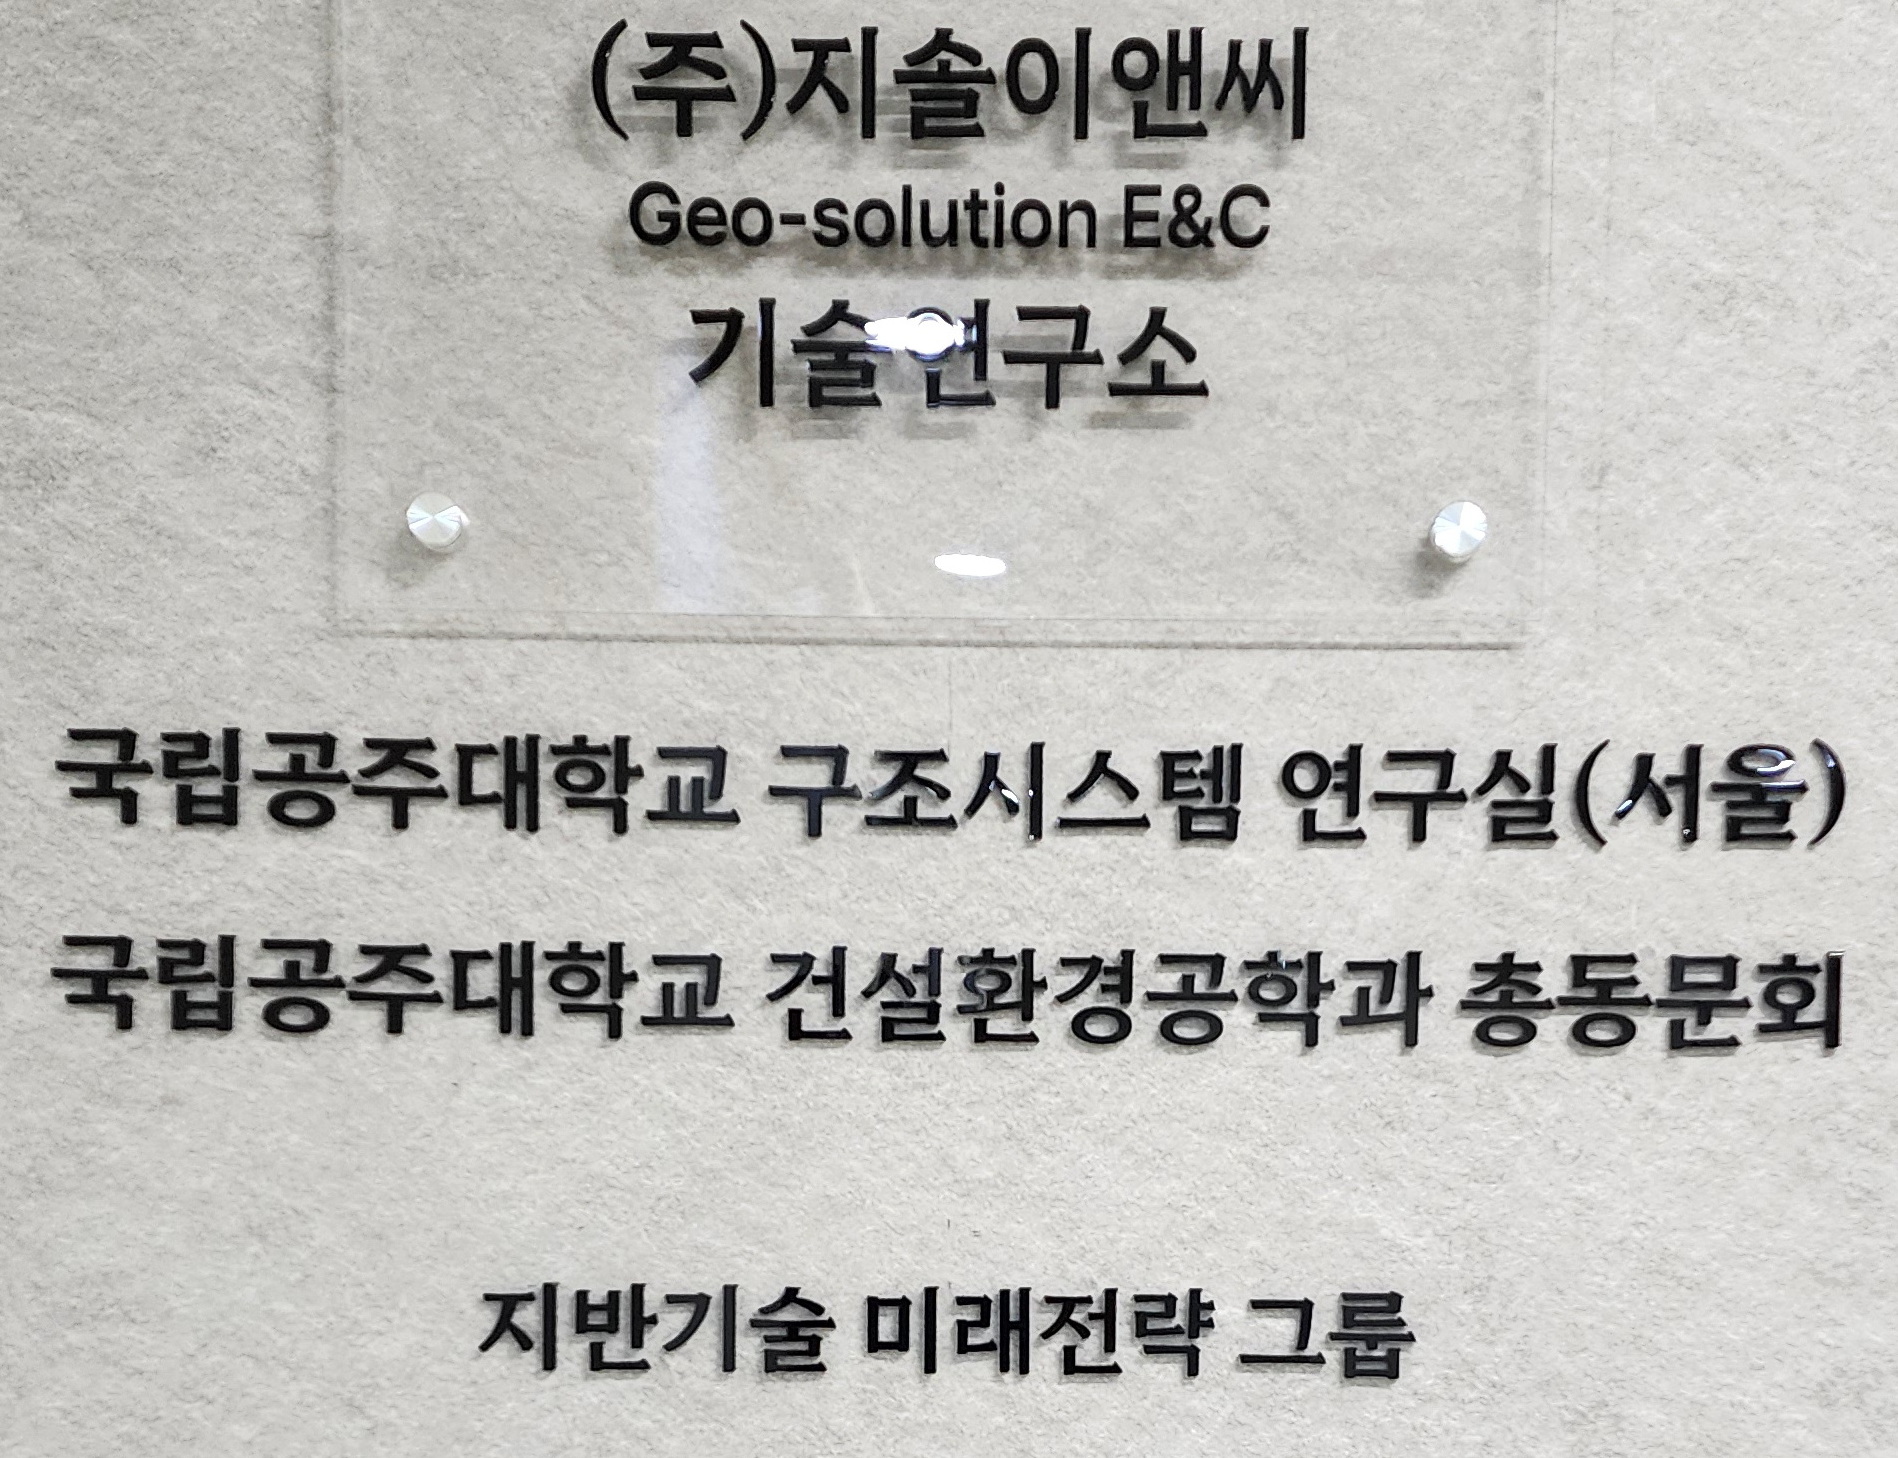 (주)지솔이앤씨
Geo-solution E&C
기술연구소
국립공주대학교 구조시스템 연구실(서울)
국립공주대학교 건설환경공학과 총동문회
지반기술 미래전략 그룹